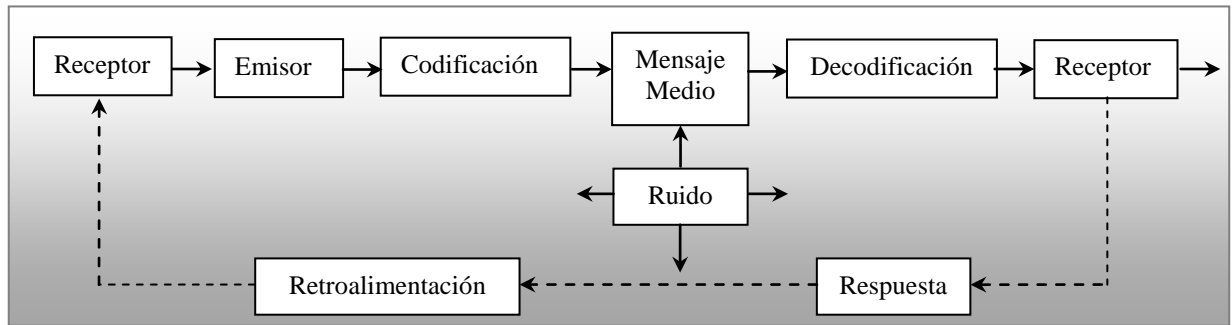 Receptor
Emisor
Codificación
Mensaje
Medio
Decodificación
Receptor
Ruido
Retroalimentación
Respuesta